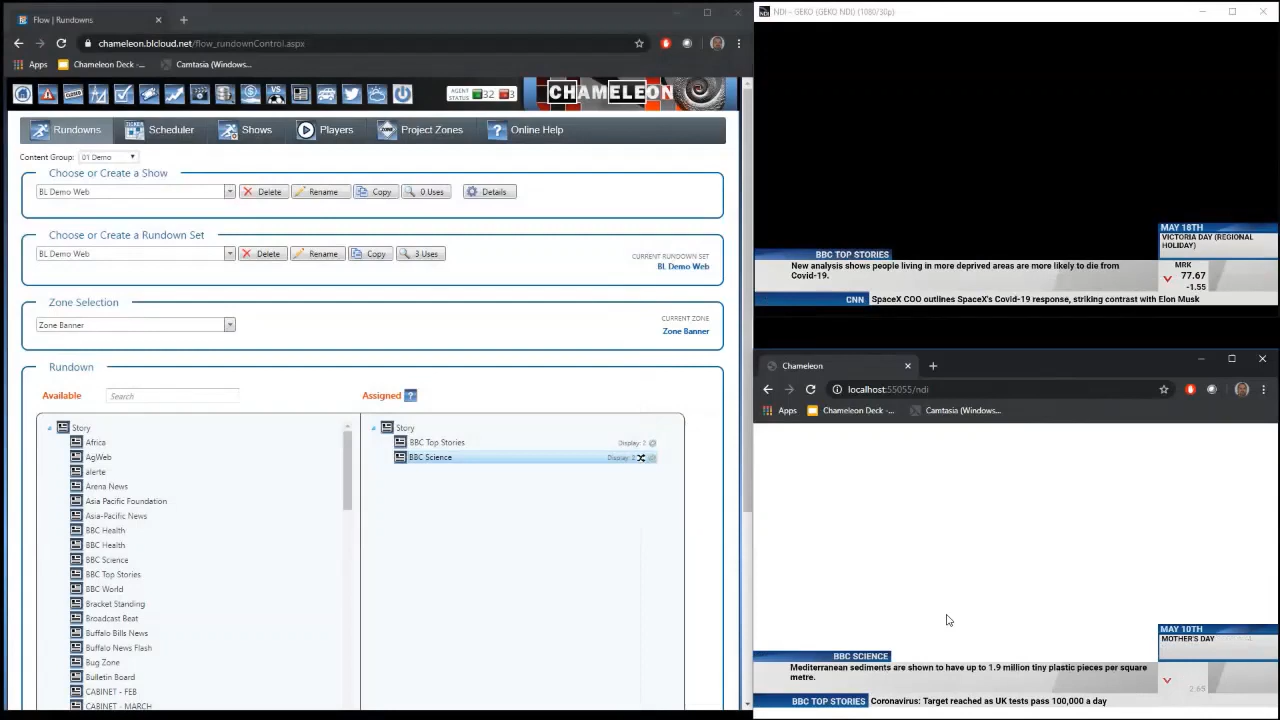 Flow | Rundowns
chameleon.blcloud.net/flow_rundownControl.aspx
Apps
Chameleon Deck -...
Camtasia (Windows...
AGENT STATUS
32
3
CHAMELEON
Rundowns
Scheduler
Shows
Players
Project Zones
Online Help
Content Group:
01 Demo
Choose or Create a Show
BL Demo Web
Delete
Rename
Copy
0 Uses
Details
Choose or Create a Rundown Set
BL Demo Web
Delete
Rename
Copy
3 Uses
CURRENT RUNDOWN SET
BL Demo Web
Zone Selection
Zone Banner
CURRENT ZONE
Zone Banner
Rundown
Available
Search
Assigned
Story
Africa
AgWeb
alerte
Arena News
Asia Pacific Foundation
Asia-Pacific News
BBC Health
BBC Health
BBC Science
BBC Top Stories
BBC World
Bracket Standing
Broadcast Beat
Buffalo Bills News
Buffalo News Flash
Bug Zone
Bulletin Board
CABINET - FEB
CABINET - MARCH
Story
BBC Top Stories
Display: 2
BBC Science
Display: 2
NDI - GEKO (GEKO NDI) (1080/30p)
MAY 18TH
VICTORIA DAY (REGIONAL
HOLIDAY)
BBC TOP STORIES
New analysis shows people living in more deprived areas are more likely to die from
Covid-19.
MRK
77.67
-1.55
CNN
SpaceX COO outlines SpaceX's Covid-19 response, striking contrast with Elon Musk
Chameleon
localhost:55055/ndi
Apps
Chameleon Deck -...
Camtasia (Windows...
MAY 10TH
MOTHER'S DAY
BBC SCIENCE
Mediterranean sediments are shown to have up to 1.9 million tiny plastic pieces per square
metre.
2.65
BBC TOP STORIES
Coronavirus: Target reached as UK tests pass 100,000 a day